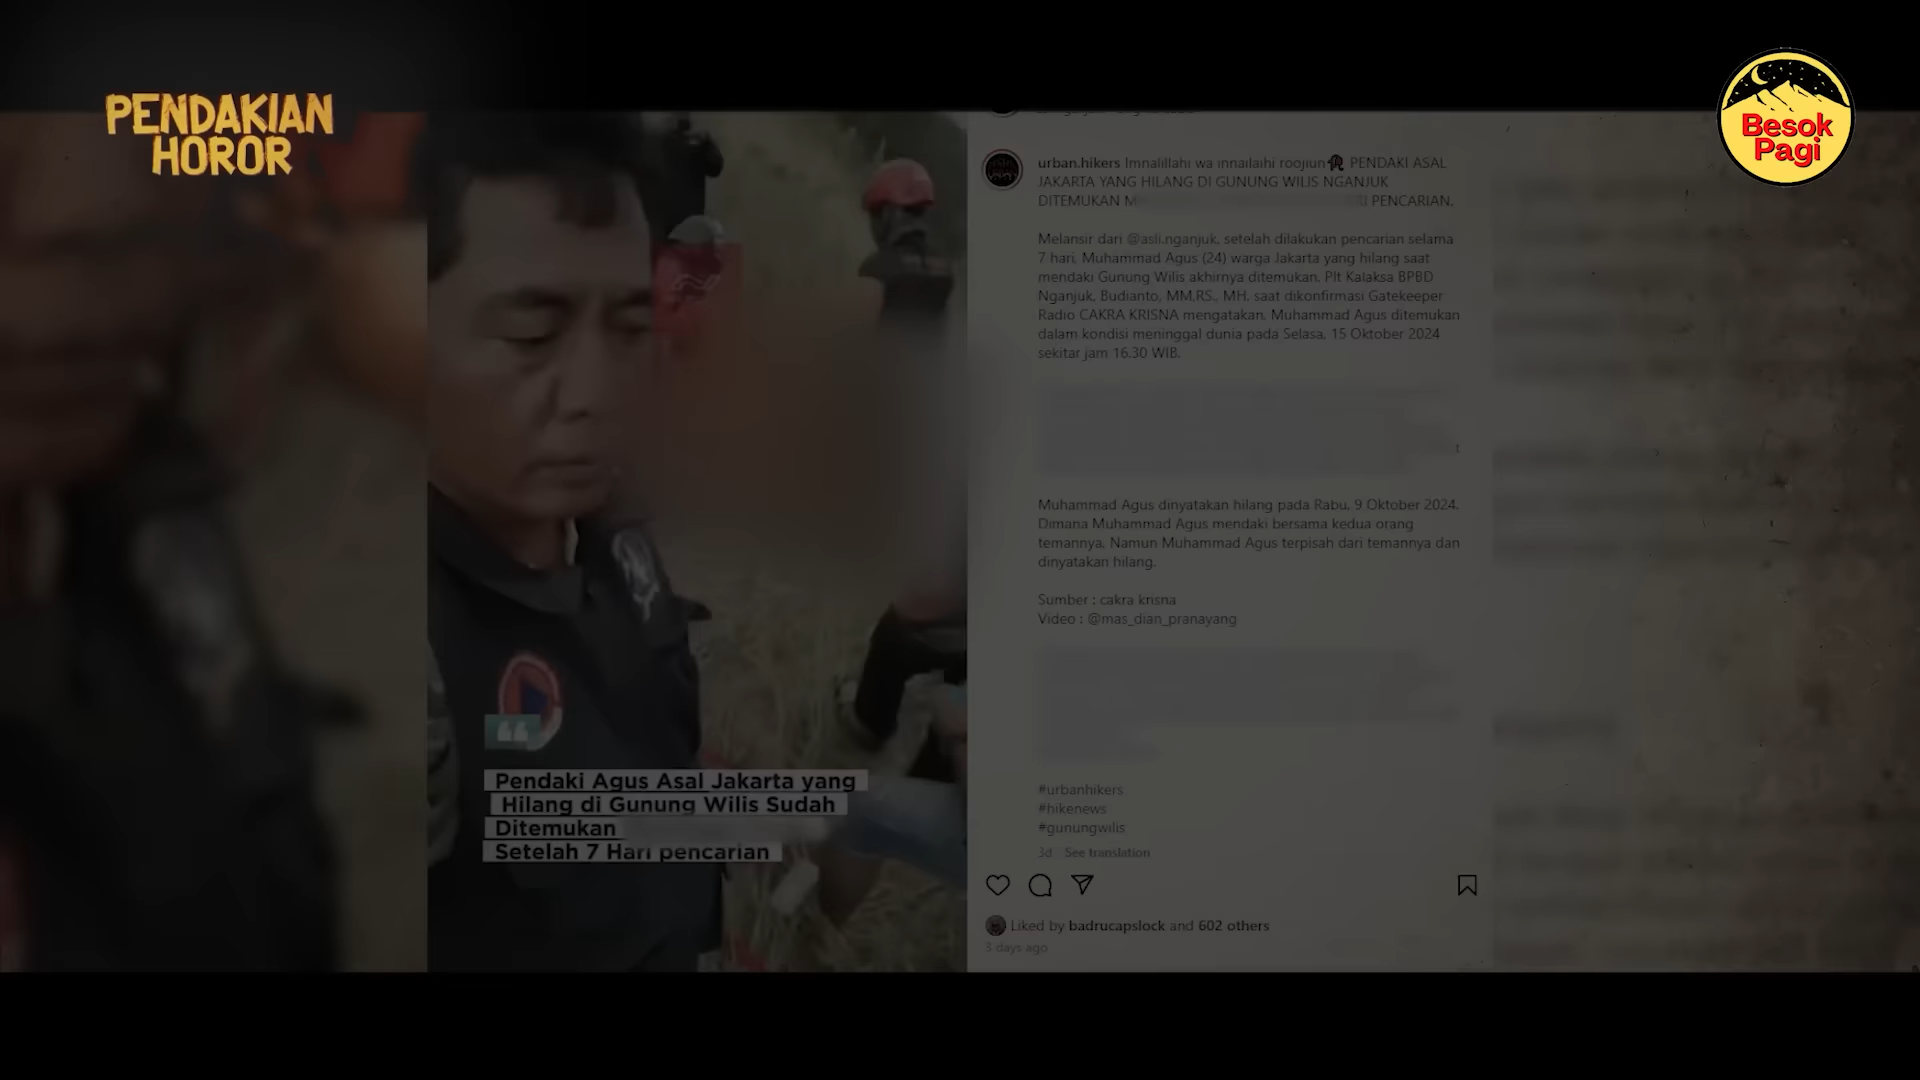 PENDAKIAN
HOROR
Besok
Pagi
urban.hikers Imnalillahi wa innailaihi roojiun PENDAKI ASAL
JAKARTA YANG HILANG DI GUNUNG WILIS NGANJUK
DITEMUKAN M PENCARIAN.
Melansir dari @asli.nganjuk, setelah dilakukan pencarian selama
7 hari, Muhammad Agus (24) warga Jakarta yang hilang saat
mendaki Gunung Wilis akhirnya ditemukan. Plt Kalaksa BPBD
Nganjuk, Budianto, MM.RS., MH. saat dikonfirmasi Gatekeeper
Radio CAKRA KRISNA mengatakan, Muhammad Agus ditemukan
dalam kondisi meninggal dunia pada Selasa, 15 Oktober 2024
sekitar jam 16.30 WIB.
Muhammad Agus dinyatakan hilang pada Rabu, 9 Oktober 2024.
Dimana Muhammad Agus mendaki bersama kedua orang
temannya, Namun Muhammad Agus terpisah dari temannya dan
dinyatakan hilang.
Sumber : cakra krisna
Video : @mas_dian_pranayang
#urbanhikers
#hikenews
#gunungwilis
3d See translation
Liked by badrucapslock and 602 others
3 days ago
Pendaki Agus Asal Jakarta yang
Hilang di Gunung Wilis Sudah
Ditemukan
Setelah 7 Hari pencarian